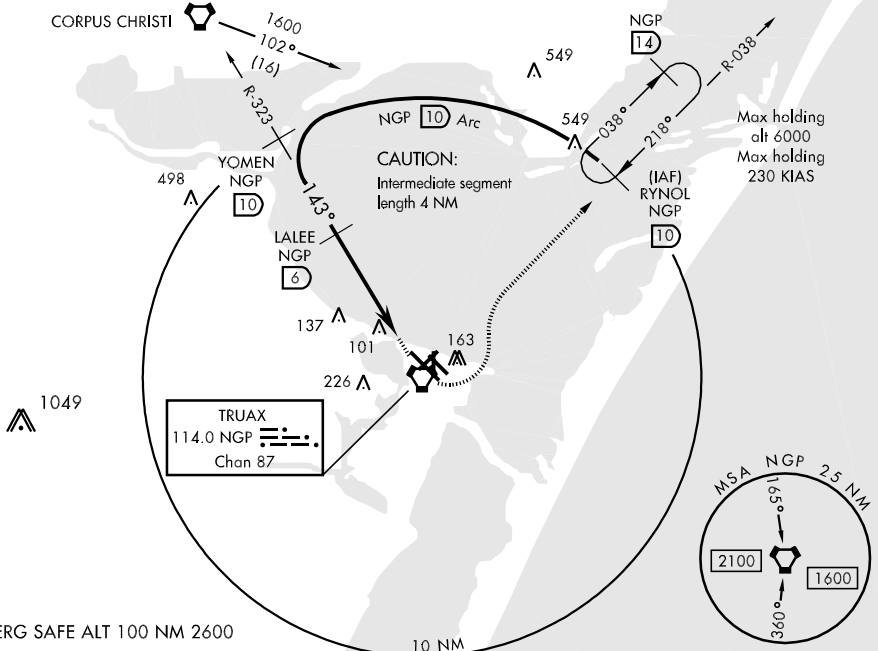 CORPUS CHRISTI
1600
102°
(16)
R-323
NGP
14
R-038
549
549
038°
218°
NGP 10 Arc
Max holding
alt 6000
Max holding
230 KIAS
CAUTION:
Intermediate segment
length 4 NM
YOMEN
NGP
10
498
(IAF)
RYNOL
NGP
10
143°
LALEE
NGP
6
137
101
163
226
1049
TRUAX
114.0 NGP
Chan 87
MSA NGP 25 NM
165°
2100
1600
360°
ERG SAFE ALT 100 NM 2600
10 NM